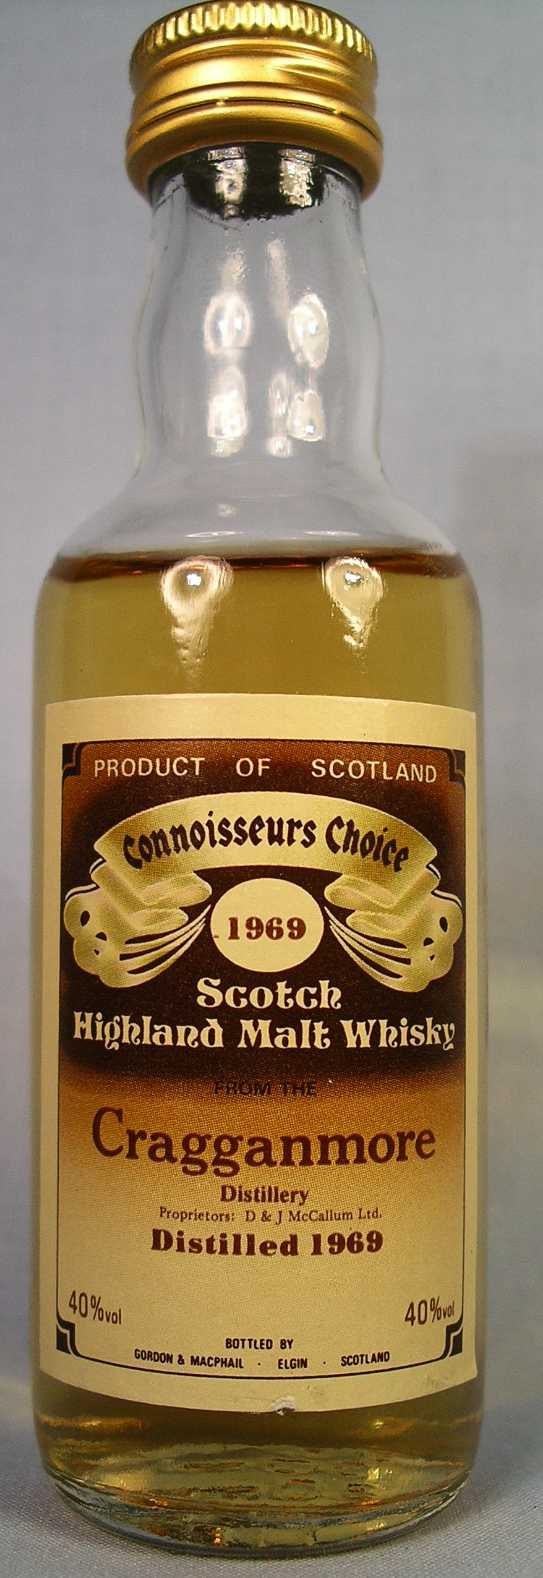 PRODUCT OF SCOTLAND
Connoisseurs Choice
1969
Scotch
Highland Malt Whisky
FROM THE
Cragganmore
Distillery
Proprietors: D & J McCallum Ltd.
Distilled 1969
40%vol 40%vol
BOTTLED BY
GORDON & MACPHAIL · ELGIN · SCOTLAND